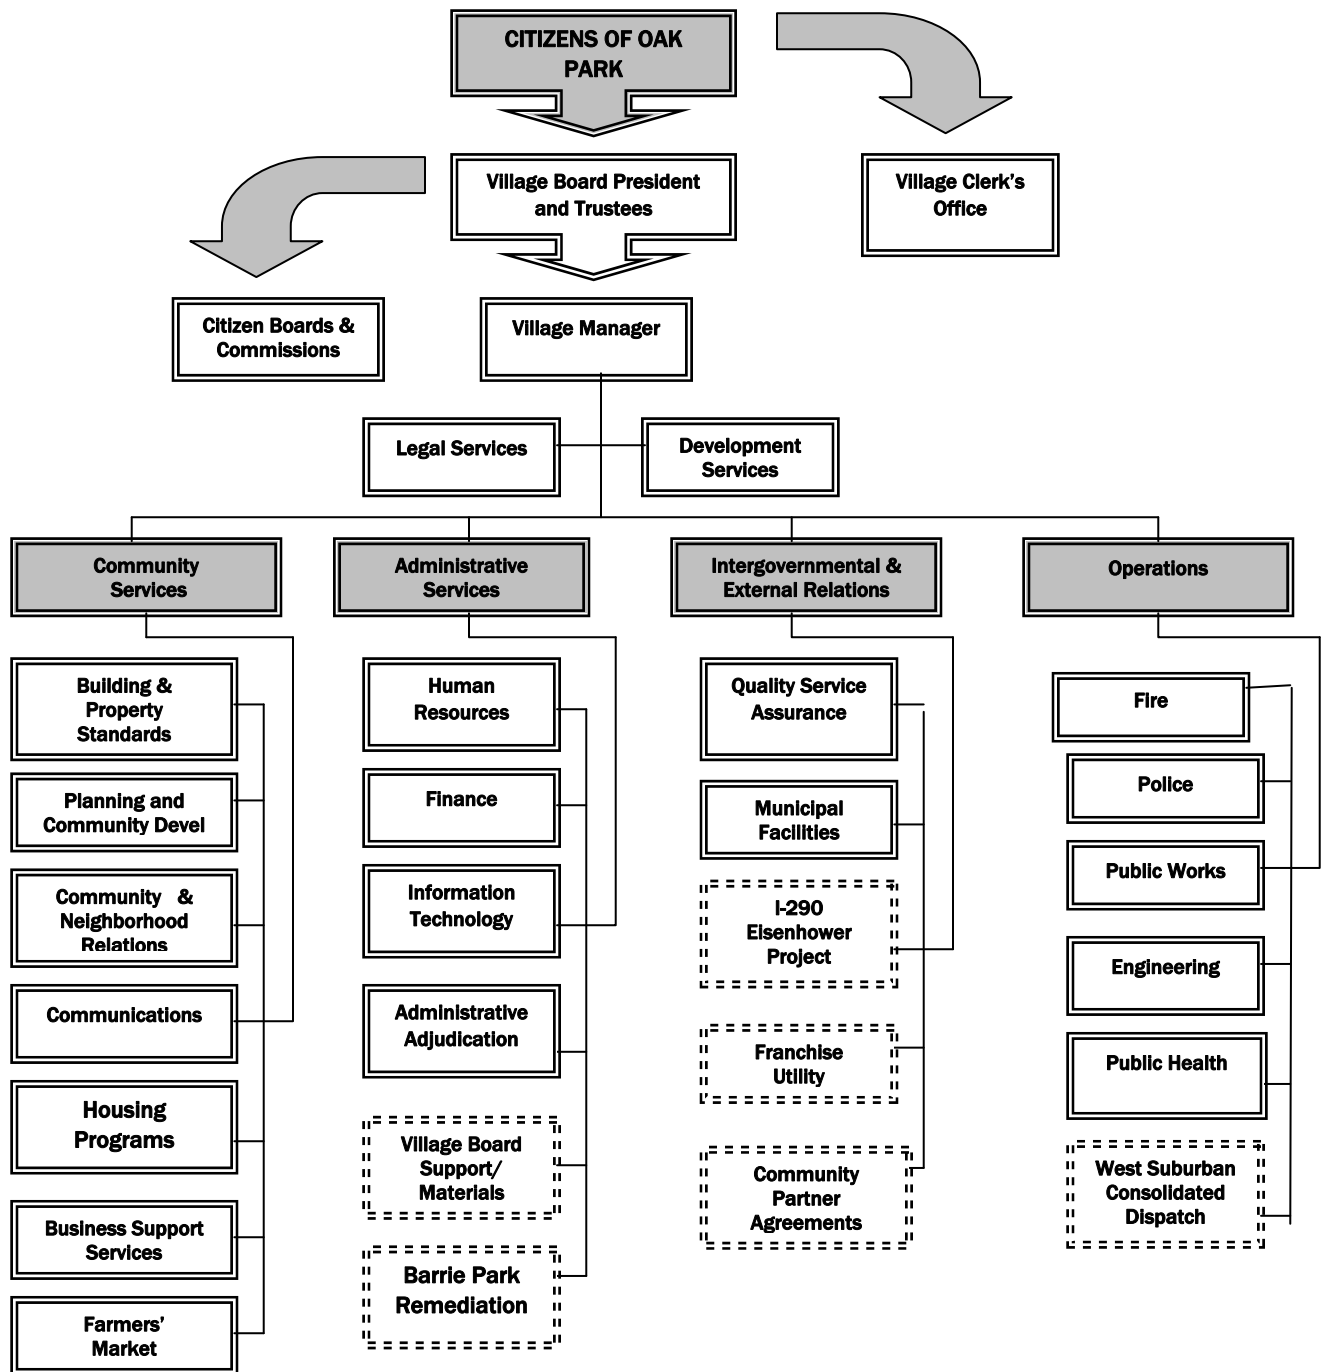 CITIZENS OF OAK
PARK
Village Board President
and Trustees
Village Clerk's
Office
Citizen Boards &
Commissions
Village Manager
Legal Services
Development
Services
Community
Services
Administrative
Services
Intergovernmental &
External Relations
Operations
Building &
Property
Standards
Planning and
Community Devel
Community &
Neighborhood
Relations
Communications
Housing
Programs
Business Support
Services
Farmers'
Market
Human
Resources
Finance
Information
Technology
Administrative
Adjudication
Village Board
Support/
Materials
Barrie Park
Remediation
Quality Service
Assurance
Municipal
Facilities
I-290
Eisenhower
Project
Franchise
Utility
Community
Partner
Agreements
Fire
Police
Public Works
Engineering
Public Health
West Suburban
Consolidated
Dispatch